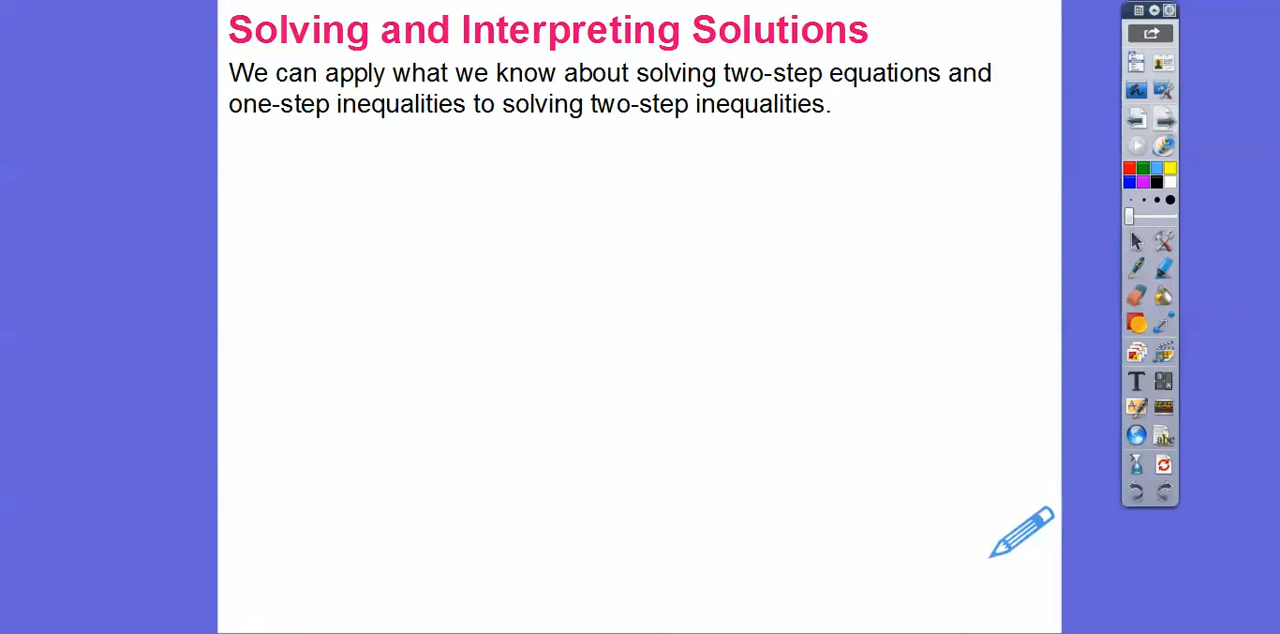 Solving and Interpreting Solutions
We can apply what we know about solving two-step equations and
one-step inequalities to solving two-step inequalities.